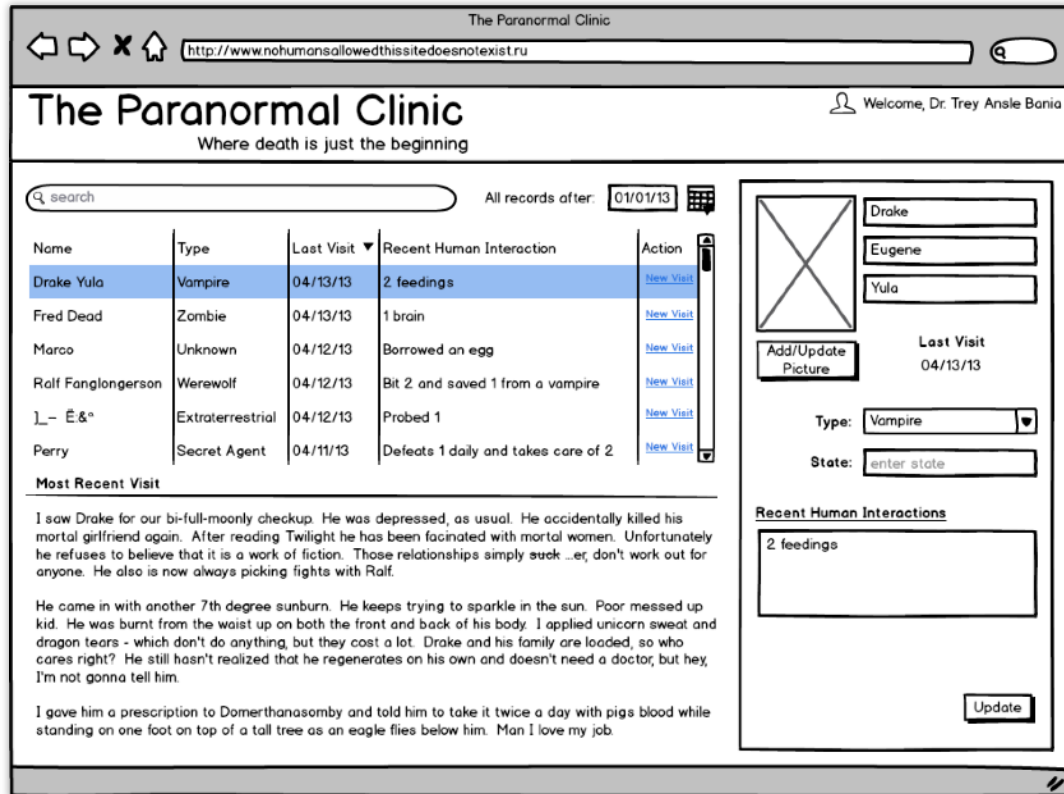 The Paranormal Clinic
http://www.nohumansallowedthissitedoesnotexist.ru
The Paranormal Clinic
Where death is just the beginning
Welcome, Dr. Trey Ansle Bania
search
All records after: 01/01/13
Name Type Last Visit Recent Human Interaction Action
Drake Yula Vampire 04/13/13 2 feedings New Visit
Fred Dead Zombie 04/13/13 1 brain New Visit
Marco Unknown 04/12/13 Borrowed an egg New Visit
Ralf Fanglongerson Werewolf 04/12/13 Bit 2 and saved 1 from a vampire New Visit
]_– Ë:&° Extraterrestrial 04/12/13 Probed 1 New Visit
Perry Secret Agent 04/11/13 Defeats 1 daily and takes care of 2 New Visit
Most Recent Visit
I saw Drake for our bi-full-moonly checkup. He was depressed, as usual. He accidentally killed his
mortal girlfriend again. After reading Twilight he has been facinated with mortal women. Unfortunately
he refuses to believe that it is a work of fiction. Those relationships simply suck ...er, don't work out for
anyone. He also is now always picking fights with Ralf.
He came in with another 7th degree sunburn. He keeps trying to sparkle in the sun. Poor messed up
kid. He was burnt from the waist up on both the front and back of his body. I applied unicorn sweat and
dragon tears - which don't do anything, but they cost a lot. Drake and his family are loaded, so who
cares right? He still hasn't realized that he regenerates on his own and doesn't need a doctor, but hey,
I'm not gonna tell him.
I gave him a prescription to Domerthanasomby and told him to take it twice a day with pigs blood while
standing on one foot on top of a tall tree as an eagle flies below him. Man I love my job.
Drake
Eugene
Yula
Add/Update
Picture
Last Visit
04/13/13
Type: Vampire
State: enter state
Recent Human Interactions
2 feedings
Update